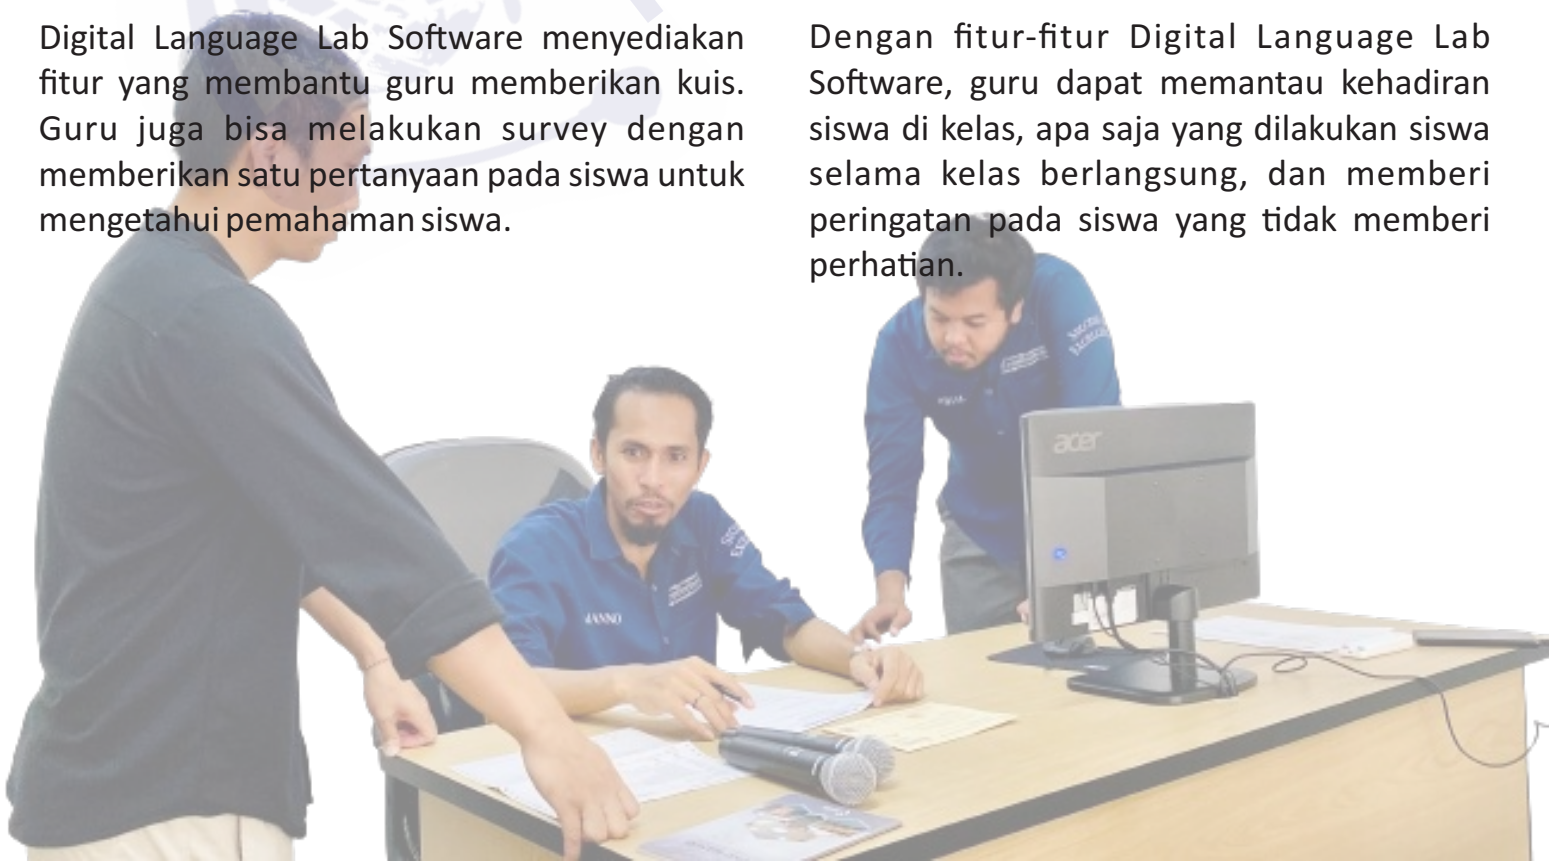 Digital Language Lab Software menyediakan
fitur yang membantu guru memberikan kuis.
Guru juga bisa melakukan survey dengan
memberikan satu pertanyaan pada siswa untuk
mengetahui pemahaman siswa.
Dengan fitur-fitur Digital Language Lab
Software, guru dapat memantau kehadiran
siswa di kelas, apa saja yang dilakukan siswa
selama kelas berlangsung, dan memberi
peringatan pada siswa yang tidak memberi
perhatian.
acer